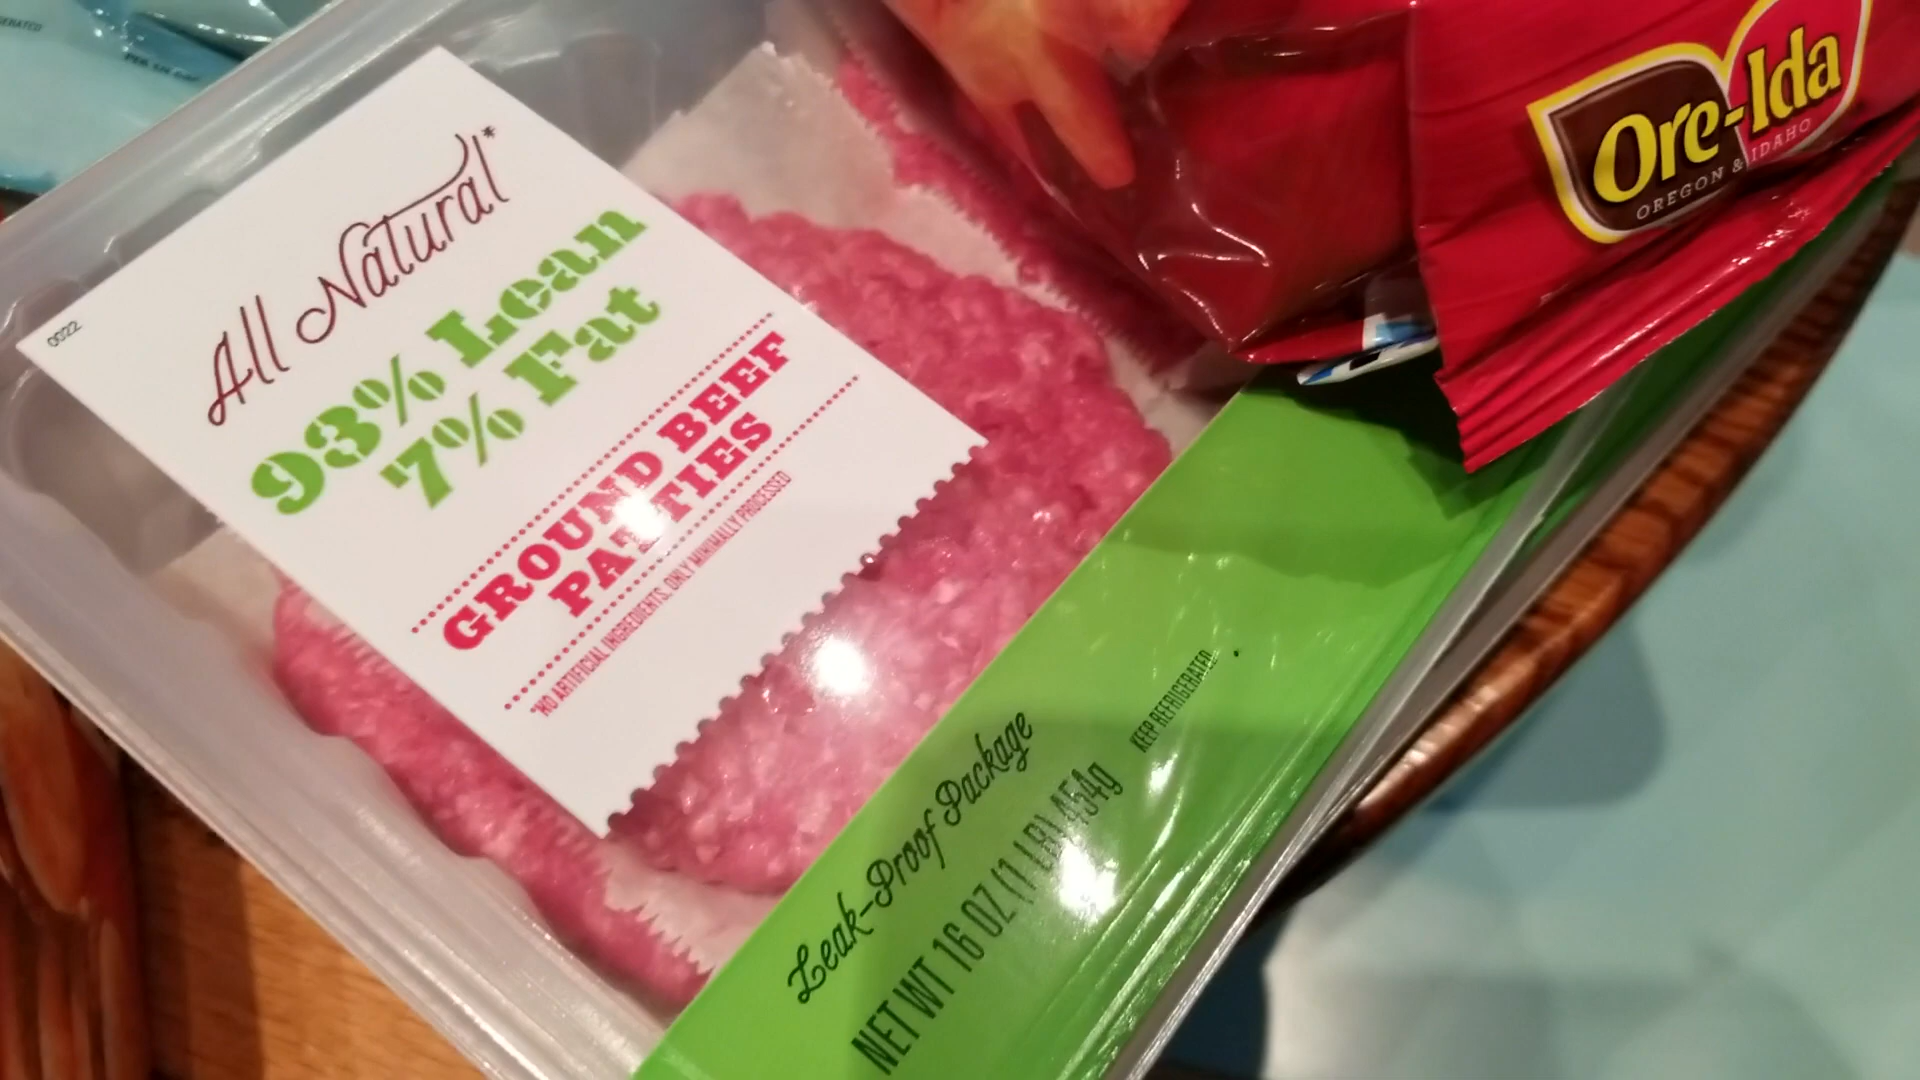 0022
All Natural*
93% Lean
7% Fat
GROUND BEEF
PATTIES
*NO ARTIFICIAL INGREDIENTS, ONLY MINIMALLY PROCESSED
Leak-Proof Package
NET WT 16 OZ (1 LB) 454g
KEEP REFRIGERATED
Ore-Ida
OREGON & IDAHO